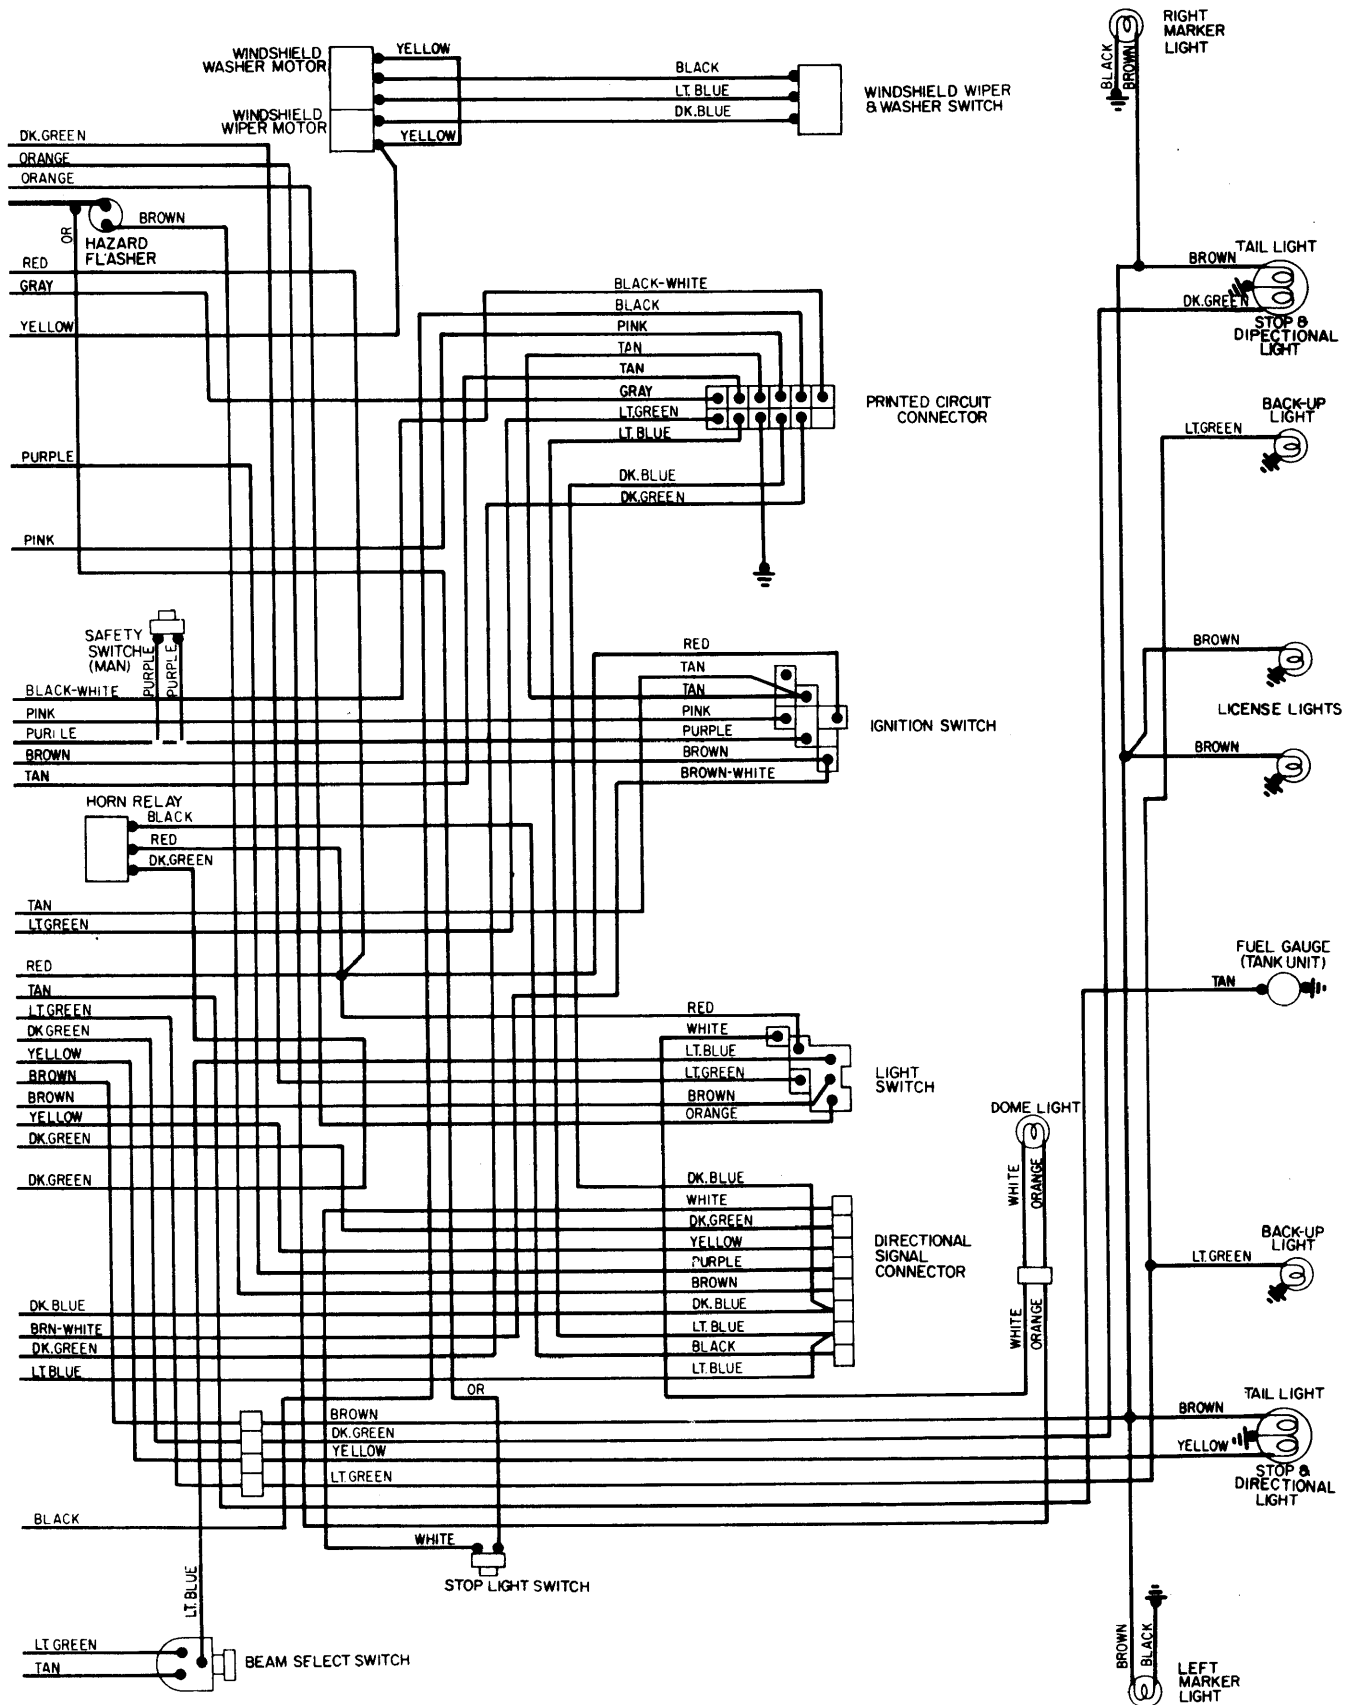 RIGHT
MARKER
LIGHT
BLACK
BROWN
WINDSHIELD
WASHER MOTOR
YELLOW
BLACK
LT. BLUE
DK.BLUE
WINDSHIELD WIPER
& WASHER SWITCH
WINDSHIELD
WIPER MOTOR
YELLOW
DK.GREEN
ORANGE
ORANGE
OR
BROWN
HAZARD
FLASHER
RED
GRAY
YELLOW
BROWN
TAIL LIGHT
DK.GREEN
STOP &
DIPECTIONAL
LIGHT
BLACK-WHITE
BLACK
PINK
TAN
TAN
GRAY
LT.GREEN
LT.BLUE
PRINTED CIRCUIT
CONNECTOR
BACK-UP
LIGHT
LT.GREEN
PURPLE
DK.BLUE
DK.GREEN
PINK
SAFETY
SWITCH
(MAN)
PURPLE
PURPLE
BLACK-WHITE
PINK
PURLE
BROWN
TAN
RED
TAN
TAN
PINK
PURPLE
BROWN
BROWN-WHITE
IGNITION SWITCH
BROWN
LICENSE LIGHTS
BROWN
HORN RELAY
BLACK
RED
DK.GREEN
TAN
LT.GREEN
RED
TAN
LT.GREEN
DK.GREEN
YELLOW
BROWN
BROWN
YELLOW
DK.GREEN
DK.GREEN
FUEL GAUGE
(TANK UNIT)
TAN
RED
WHITE
LT.BLUE
LT.GREEN
BROWN
ORANGE
LIGHT
SWITCH
DOME LIGHT
WHITE
ORANGE
WHITE
ORANGE
DK.BLUE
WHITE
DK.GREEN
YELLOW
PURPLE
BROWN
DK.BLUE
LT.BLUE
BLACK
LT.BLUE
DIRECTIONAL
SIGNAL
CONNECTOR
BACK-UP
LIGHT
LT.GREEN
DK.BLUE
BRN-WHITE
DK.GREEN
LT.BLUE
OR
BROWN
DK.GREEN
YELLOW
LT.GREEN
TAIL LIGHT
BROWN
YELLOW
STOP &
DIRECTIONAL
LIGHT
BLACK
WHITE
STOP LIGHT SWITCH
LT.BLUE
LT.GREEN
TAN
BEAM SELECT SWITCH
BROWN
BLACK
LEFT
MARKER
LIGHT